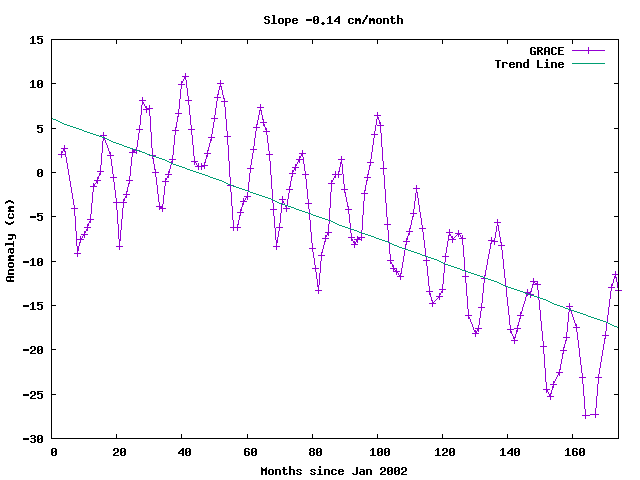 Slope -0.14 cm/month
GRACE
Trend Line
15
10
5
0
-5
-10
-15
-20
-25
-30
Anomaly (cm)
0 20 40 60 80 100 120 140 160
Months since Jan 2002